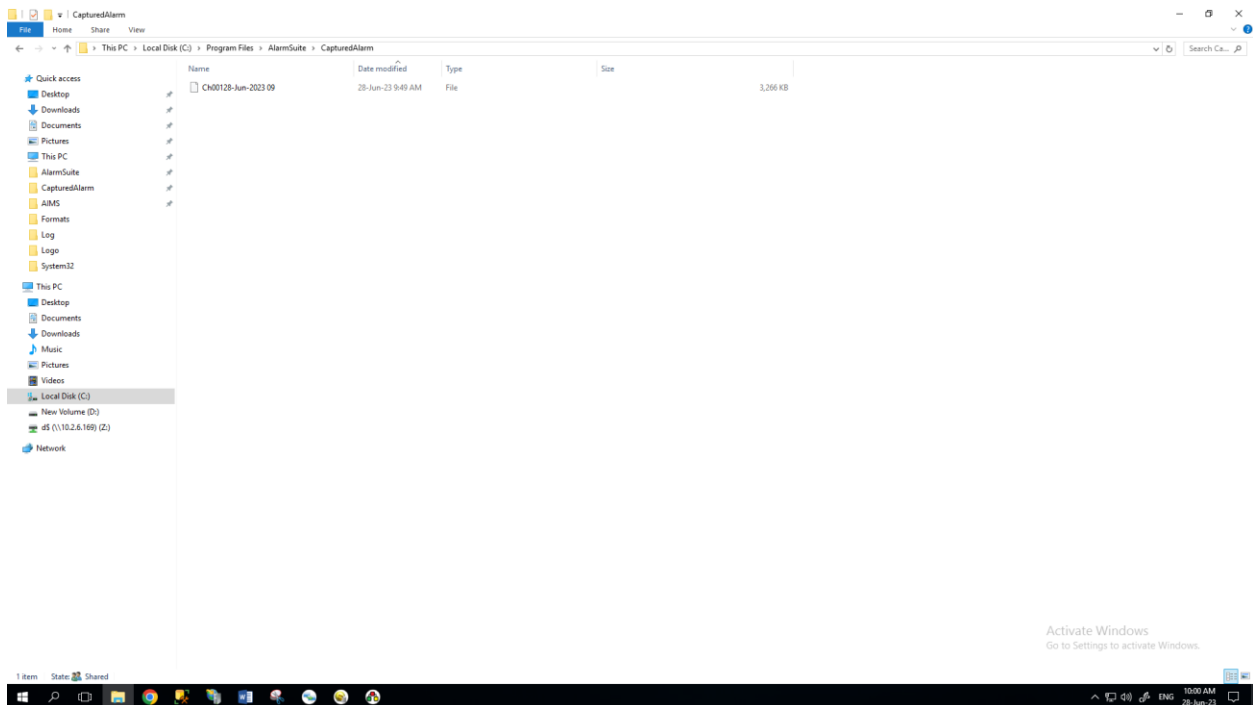 CapturedAlarm
File Home Share View
This PC Local Disk (C:) Program Files AlarmSuite CapturedAlarm
Search Ca...
Name Date modified Type Size
Ch00128-Jun-2023 09 28-Jun-23 9:49 AM File 3,266 KB
Quick access
Desktop
Downloads
Documents
Pictures
This PC
AlarmSuite
CapturedAlarm
AIMS
Formats
Log
Logo
System32
This PC
Desktop
Documents
Downloads
Music
Pictures
Videos
Local Disk (C:)
New Volume (D:)
d$ (\\10.2.6.169) (Z:)
Network
Activate Windows
Go to Settings to activate Windows.
1 item State: Shared
ENG 10:00 AM
28-Jun-23